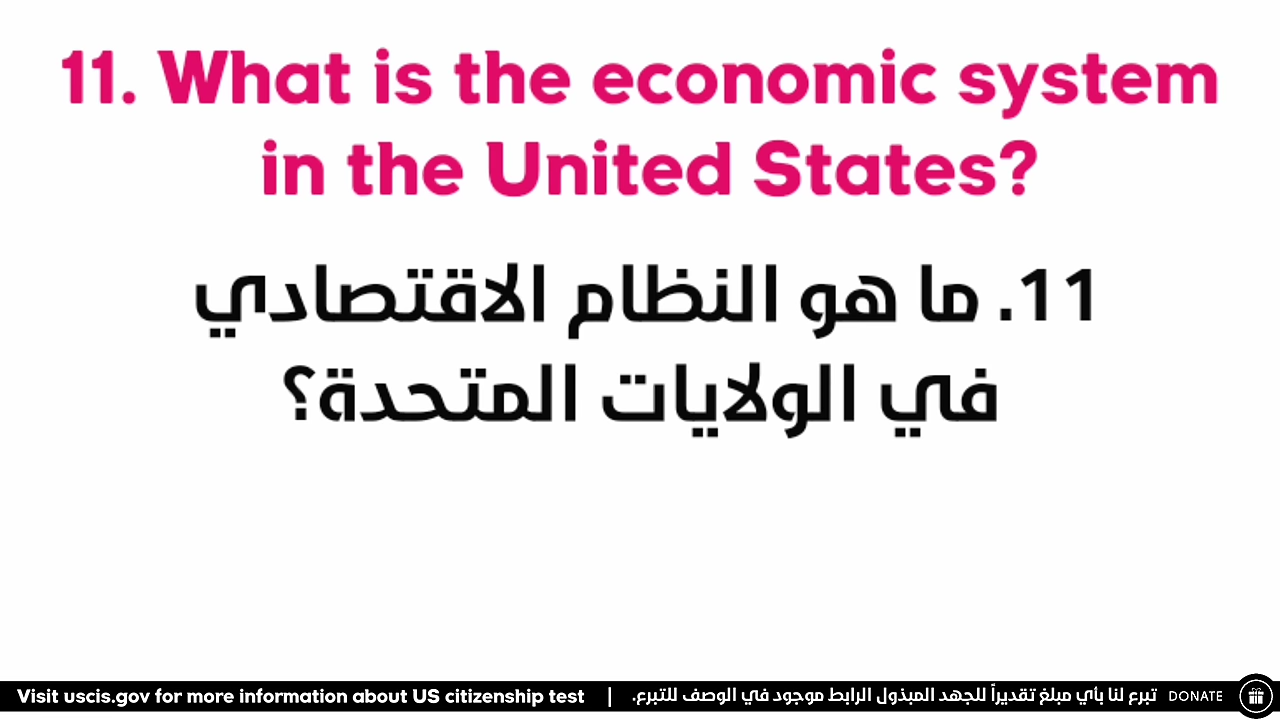 11. What is the economic system
in the United States?
11. ما هو النظام الاقتصادي
في الولايات المتحدة؟
Visit uscis.gov for more information about US citizenship test | تبرع لنا بأي مبلغ تقديراً للجهد المبذول الرابط موجود في الوصف للتبرع. DONATE